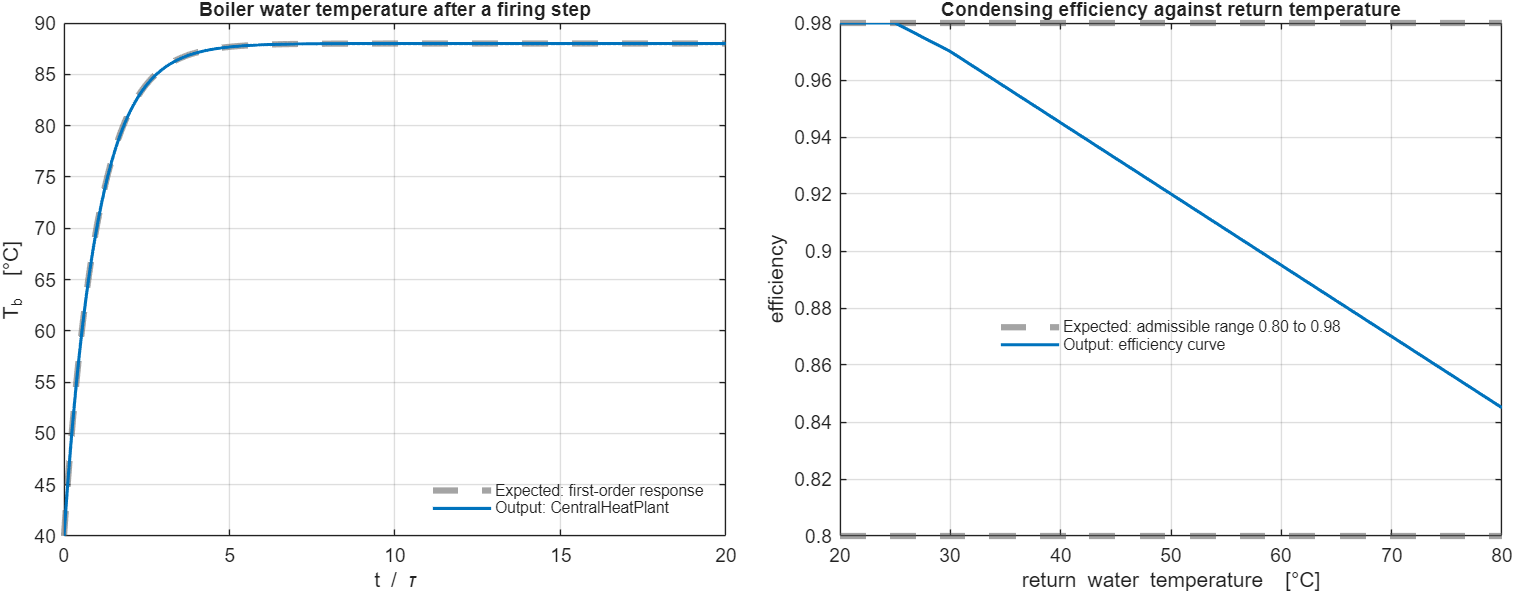 Boiler water temperature after a firing step
90
85
80
75
70
65
60
55
50
45
40
T_b [°C]
Expected: first-order response
Output: CentralHeatPlant
0 5 10 15 20
t / τ
Condensing efficiency against return temperature
0.98
0.96
0.94
0.92
0.9
0.88
0.86
0.84
0.82
0.8
efficiency
Expected: admissible range 0.80 to 0.98
Output: efficiency curve
20 30 40 50 60 70 80
return water temperature [°C]